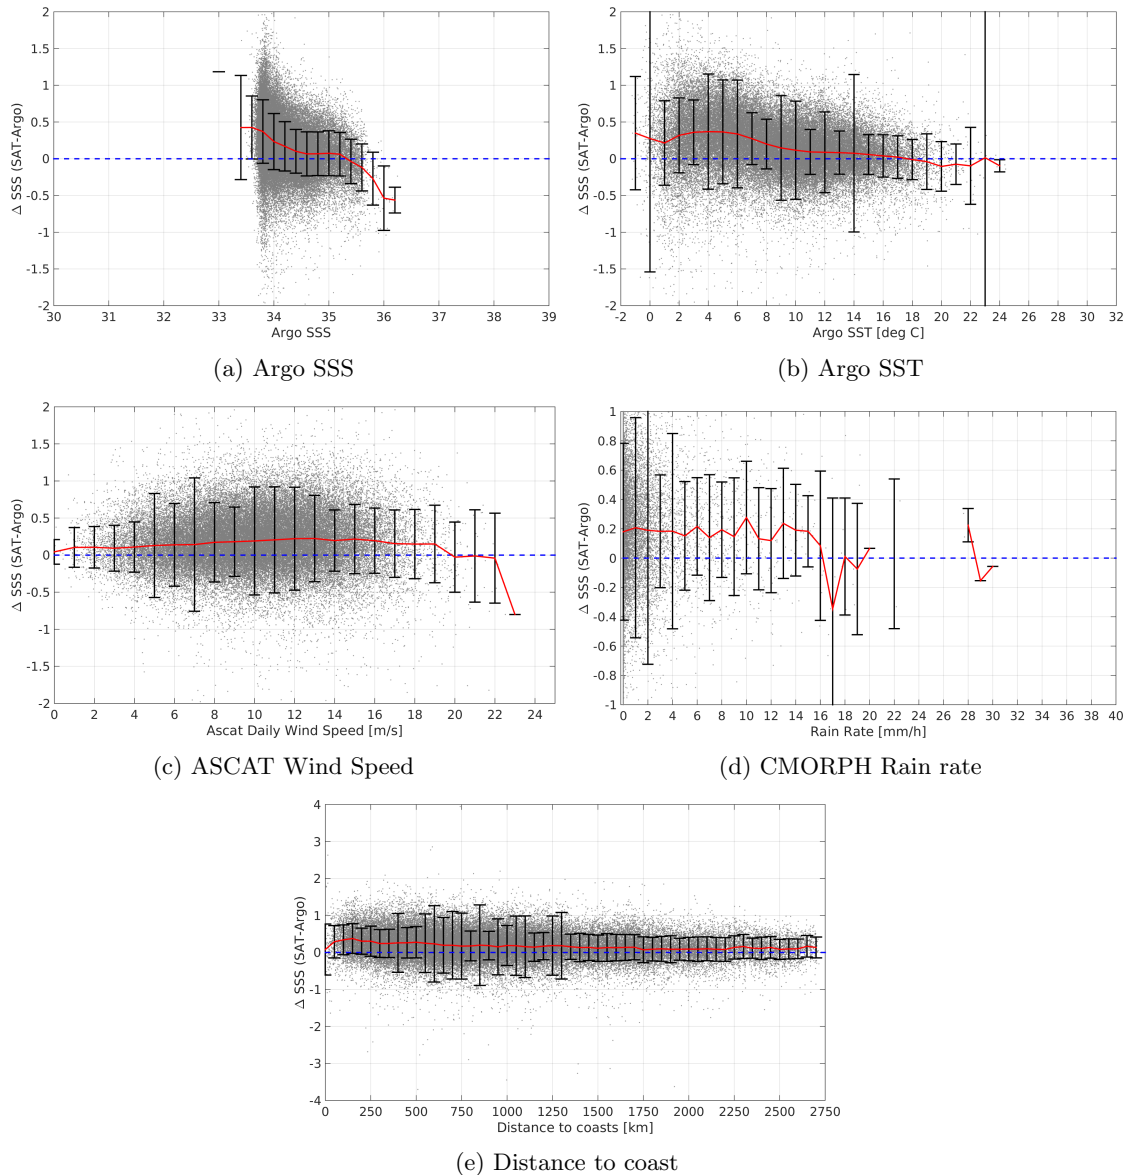 2
1.5
1
0.5
0
-0.5
-1
-1.5
-2
Δ SSS (SAT-Argo)
30 31 32 33 34 35 36 37 38 39
Argo SSS
(a) Argo SSS
2
1.5
1
0.5
0
-0.5
-1
-1.5
-2
Δ SSS (SAT-Argo)
-2 0 2 4 6 8 10 12 14 16 18 20 22 24 26 28 30 32
Argo SST [deg C]
(b) Argo SST
2
1.5
1
0.5
0
-0.5
-1
-1.5
-2
Δ SSS (SAT-Argo)
0 2 4 6 8 10 12 14 16 18 20 22 24
Ascat Daily Wind Speed [m/s]
(c) ASCAT Wind Speed
1
0.8
0.6
0.4
0.2
0
-0.2
-0.4
-0.6
-0.8
-1
Δ SSS (SAT-Argo)
0 2 4 6 8 10 12 14 16 18 20 22 24 26 28 30 32 34 36 38 40
Rain Rate [mm/h]
(d) CMORPH Rain rate
4
3
2
1
0
-1
-2
-3
-4
Δ SSS (SAT-Argo)
0 250 500 750 1000 1250 1500 1750 2000 2250 2500 2750
Distance to coasts [km]
(e) Distance to coast